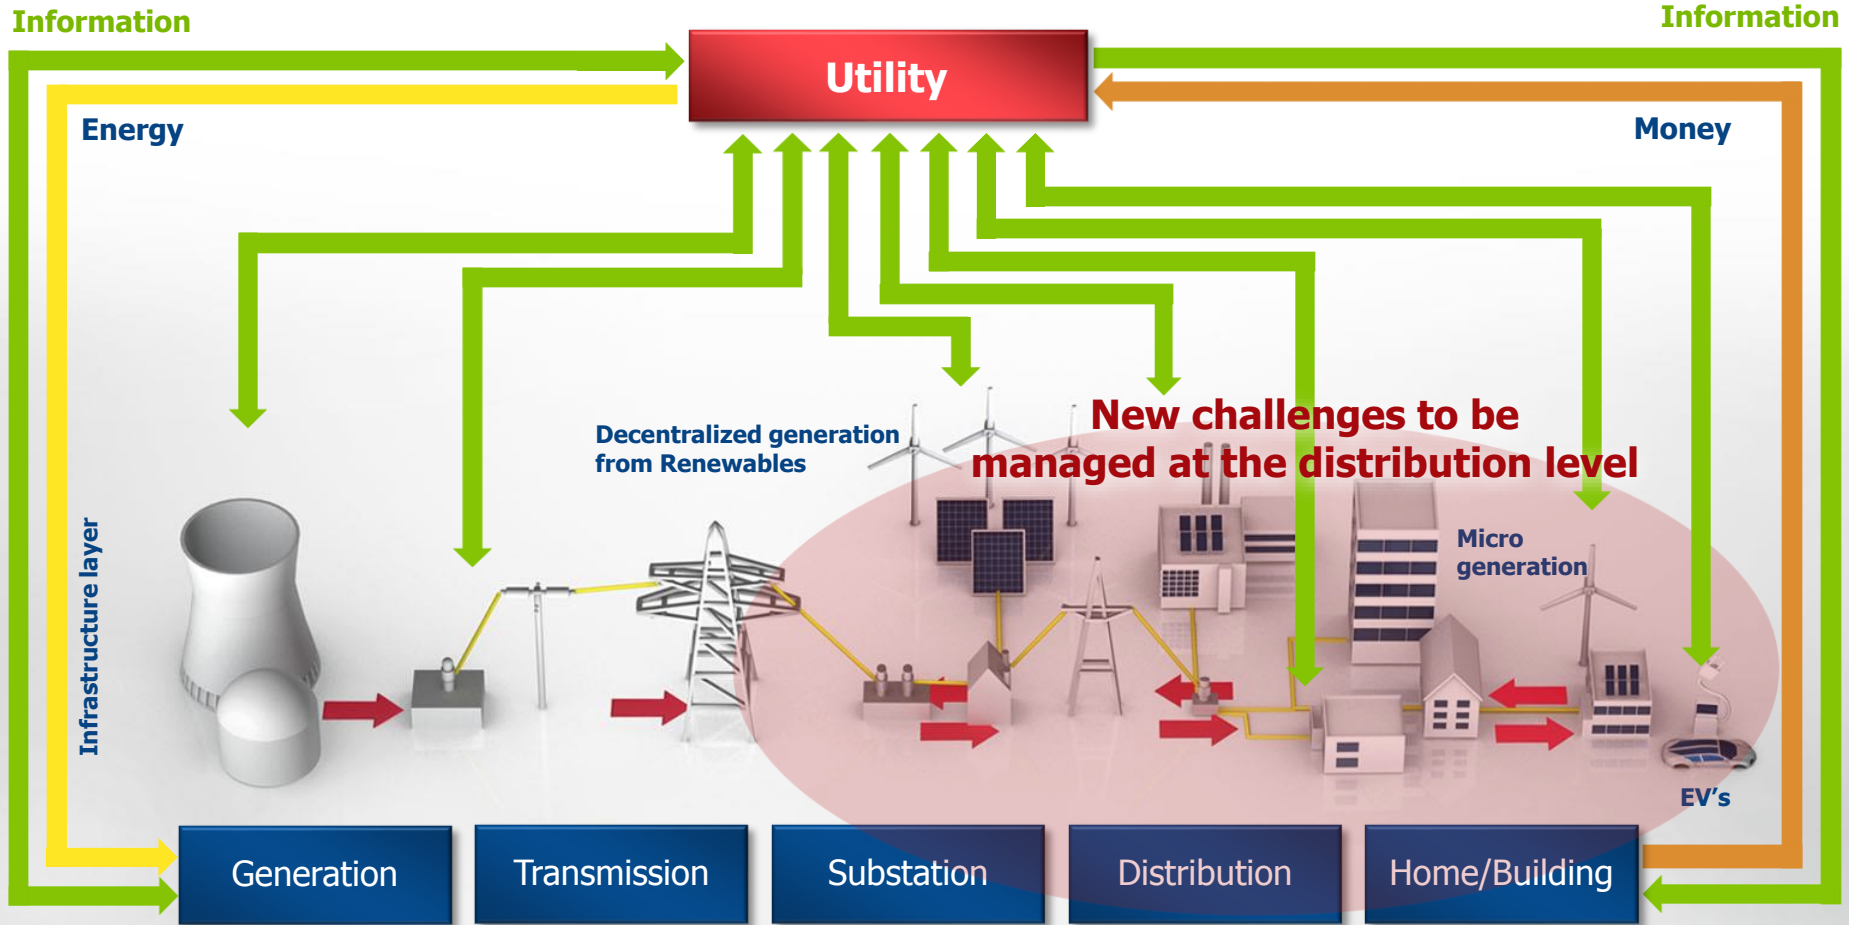 Information
Information
Utility
Energy
Money
Decentralized generation
from Renewables
New challenges to be
managed at the distribution level
Micro
generation
Infrastructure layer
EV's
Generation
Transmission
Substation
Distribution
Home/Building